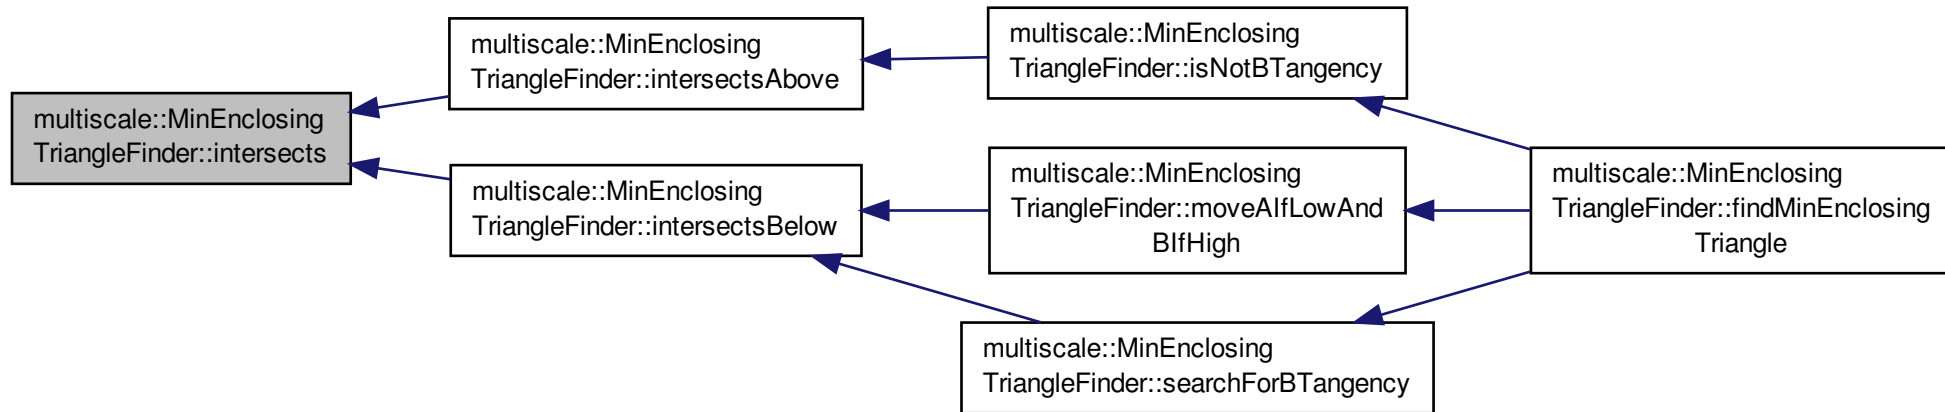 multiscale::MinEnclosing
TriangleFinder::intersects
multiscale::MinEnclosing
TriangleFinder::intersectsAbove
multiscale::MinEnclosing
TriangleFinder::intersectsBelow
multiscale::MinEnclosing
TriangleFinder::isNotBTangency
multiscale::MinEnclosing
TriangleFinder::moveAIfLowAnd
BIfHigh
multiscale::MinEnclosing
TriangleFinder::searchForBTangency
multiscale::MinEnclosing
TriangleFinder::findMinEnclosing
Triangle